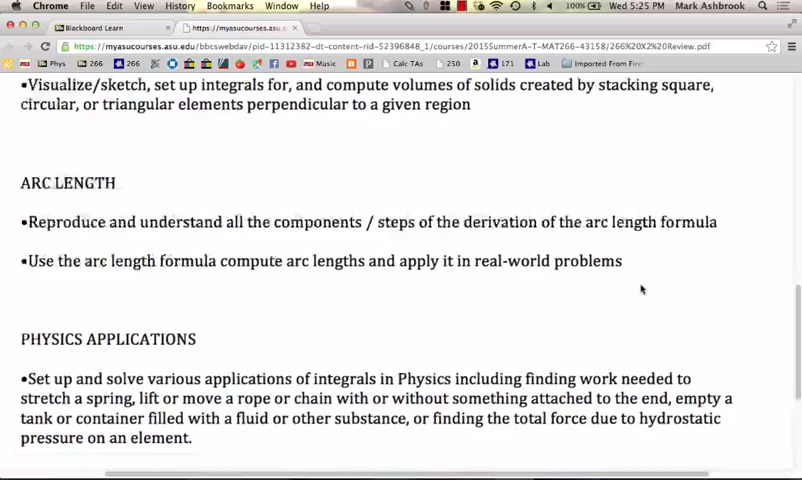 Chrome File Edit View History Bookmarks Window Help 100% Wed 5:25 PM Mark Ashbrook
Blackboard Learn × https://myasucourses.asu. ×
https://myasucourses.asu.edu/bbcswebdav/pid-11312382-dt-content-rid-52396848_1/courses/2015SummerA-T-MAT266-43158/266%20X2%20Review.pdf
Phys 266 266 Music Calc TAs 250 171 Lab Imported From Fire
•Visualize/sketch, set up integrals for, and compute volumes of solids created by stacking square,
circular, or triangular elements perpendicular to a given region
ARC LENGTH
•Reproduce and understand all the components / steps of the derivation of the arc length formula
•Use the arc length formula compute arc lengths and apply it in real-world problems
PHYSICS APPLICATIONS
•Set up and solve various applications of integrals in Physics including finding work needed to
stretch a spring, lift or move a rope or chain with or without something attached to the end, empty a
tank or container filled with a fluid or other substance, or finding the total force due to hydrostatic
pressure on an element.